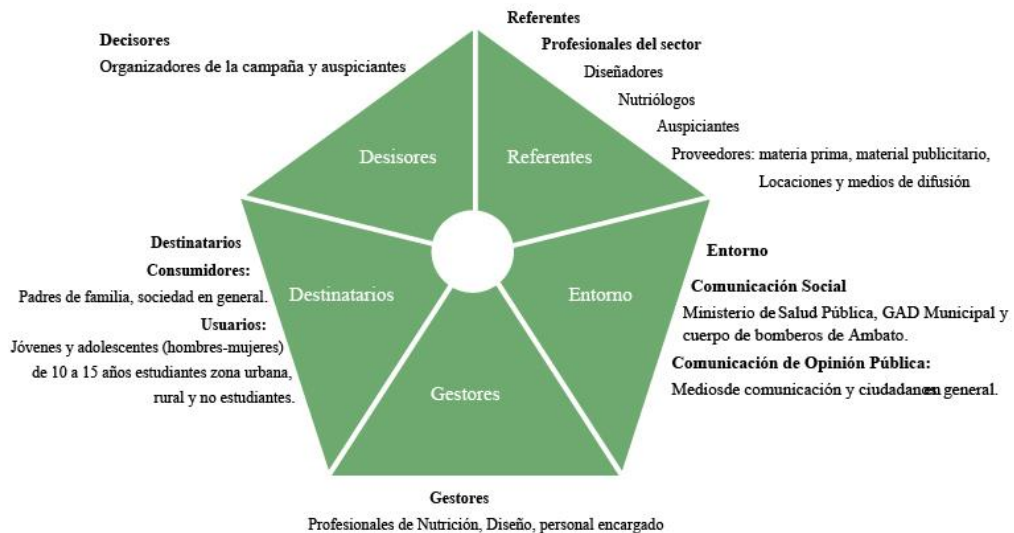 Referentes
Profesionales del sector
Diseñadores
Nutriólogos
Auspiciantes
Proveedores: materia prima, material publicitario,
Locaciones y medios de difusión
Decisores
Organizadores de la campaña y auspiciantes
Desisores
Referentes
Destinatarios
Consumidores:
Padres de familia, sociedad en general.
Usuarios:
Jóvenes y adolescentes (hombres-mujeres)
de 10 a 15 años estudiantes zona urbana,
rural y no estudiantes.
Destinatarios
Entorno
Entorno
Comunicación Social
Ministerio de Salud Pública, GAD Municipal y
cuerpo de bomberos de Ambato.
Comunicación de Opinión Pública:
Mediosde comunicación y ciudadanosen general.
Gestores
Gestores
Profesionales de Nutrición, Diseño, personal encargado